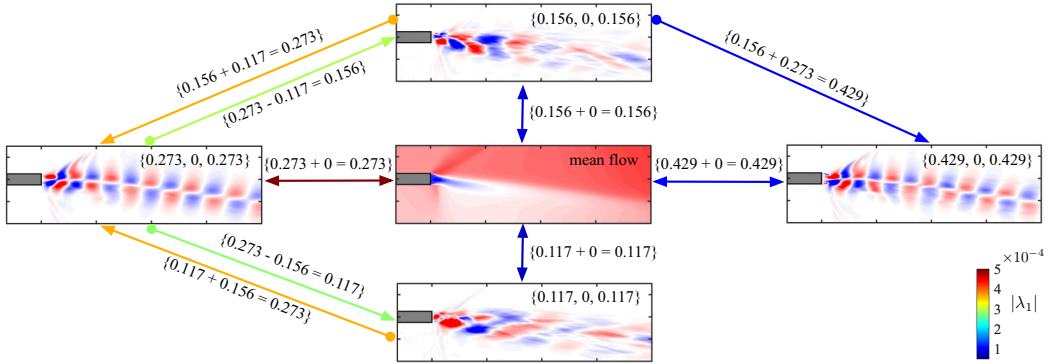 {0.156, 0, 0.156}
{0.156 + 0.117 = 0.273}
{0.273 - 0.117 = 0.156}
{0.156 + 0.273 = 0.429}
{0.156 + 0 = 0.156}
{0.273, 0, 0.273}
{0.273 + 0 = 0.273}
mean flow
{0.429 + 0 = 0.429}
{0.429, 0, 0.429}
{0.273 - 0.156 = 0.117}
{0.117 + 0.156 = 0.273}
{0.117 + 0 = 0.117}
{0.117, 0, 0.117}
×10⁻⁴
5
4
3
2
1
|λ₁|